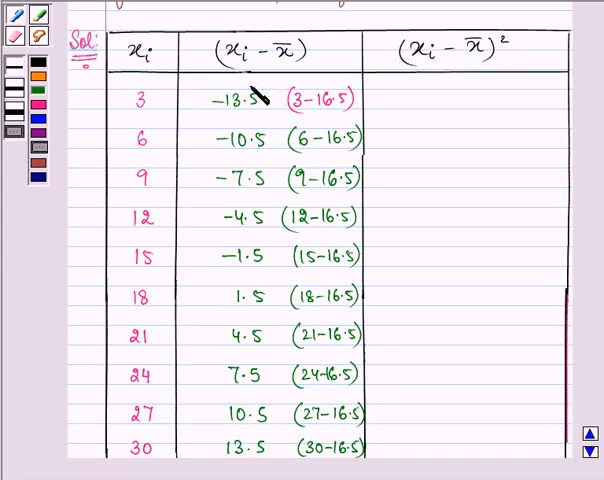 Sol:
xi (xi – x̄) (xi – x̄)²
3 –13.5 (3–16.5)
6 –10.5 (6–16.5)
9 –7.5 (9–16.5)
12 –4.5 (12–16.5)
15 –1.5 (15–16.5)
18 1.5 (18–16.5)
21 4.5 (21–16.5)
24 7.5 (24–16.5)
27 10.5 (27–16.5)
30 13.5 (30–16.5)